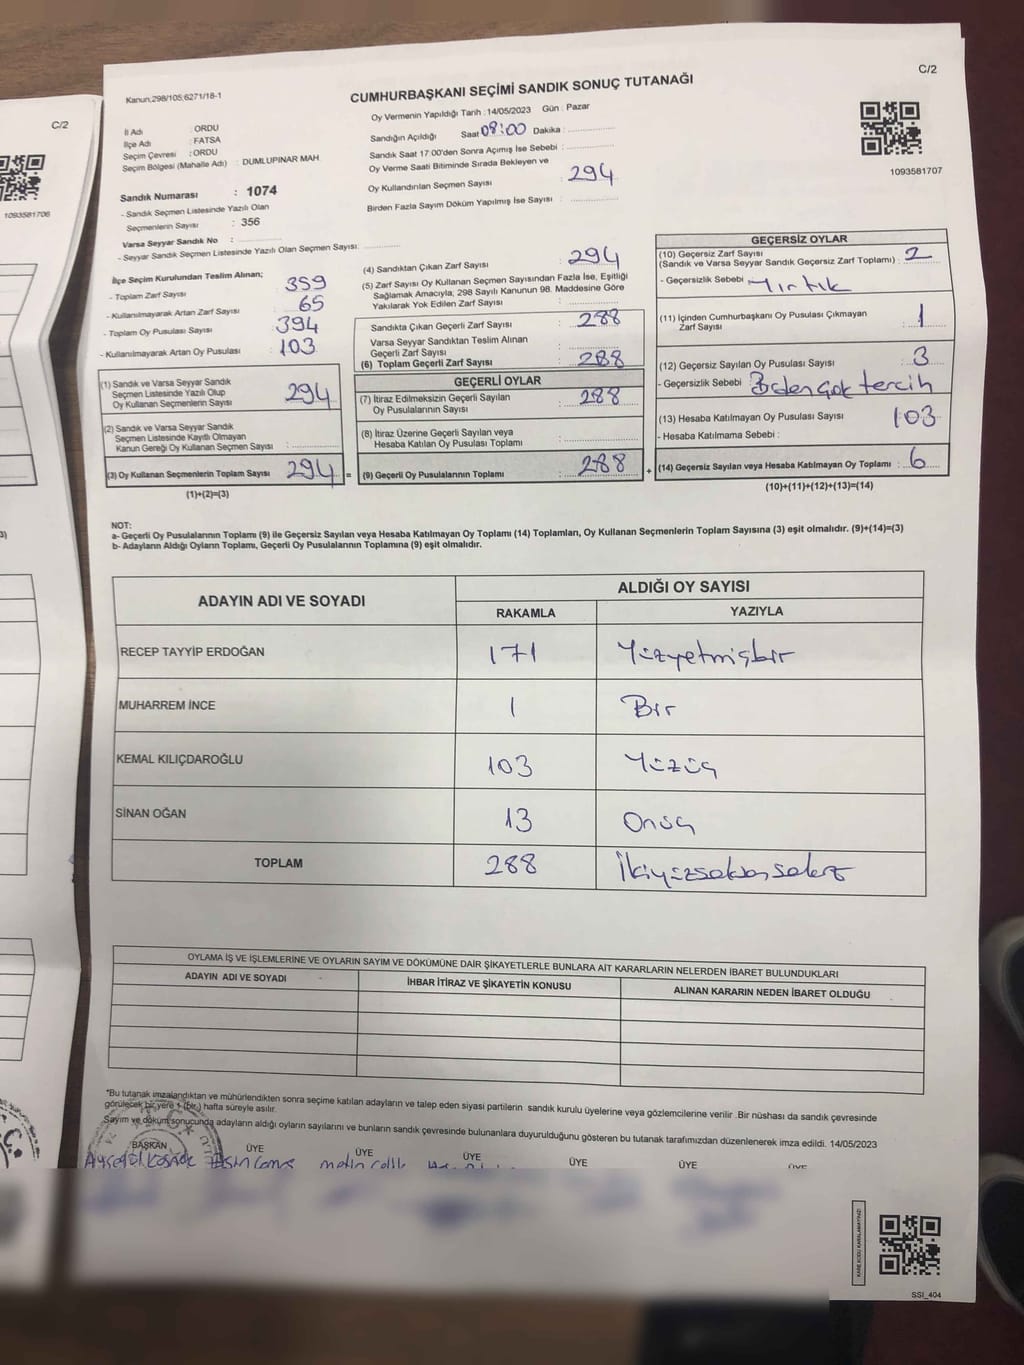 C/2
1093581706
C/2
Kanun:298/105;6271/18-1
CUMHURBAŞKANI SEÇİMİ SANDIK SONUÇ TUTANAĞI
1093581707
İl Adı : ORDU
İlçe Adı : FATSA
Seçim Çevresi : ORDU
Seçim Bölgesi (Mahalle Adı) : DUMLUPINAR MAH.
Sandık Numarası : 1074
- Sandık Seçmen Listesinde Yazılı Olan
Seçmenlerin Sayısı : 356
Varsa Seyyar Sandık No :
- Seyyar Sandık Seçmen Listesinde Yazılı Olan Seçmen Sayısı:
Oy Vermenin Yapıldığı Tarih : 14/05/2023 Gün : Pazar
Sandığın Açıldığı Saat 08:00 Dakika :
Sandık Saat 17:00'den Sonra Açımış İse Sebebi :
Oy Verme Saati Bitiminde Sırada Bekleyen ve
Oy Kullandırılan Seçmen Sayısı : 294
Birden Fazla Sayım Döküm Yapılmış İse Sayısı :
İlçe Seçim Kurulundan Teslim Alınan;
- Toplam Zarf Sayısı : 359
- Kullanılmayarak Artan Zarf Sayısı : 65
- Toplam Oy Pusulası Sayısı : 394
- Kullanılmayarak Artan Oy Pusulası : 103
(1) Sandık ve Varsa Seyyar Sandık
Seçmen Listesinde Yazılı Olup
Oy Kullanan Seçmenlerin Sayısı : 294
(2) Sandık ve Varsa Seyyar Sandık
Seçmen Listesinde Kayıtlı Olmayan
Kanun Gereği Oy Kullanan Seçmen Sayısı :
(3) Oy Kullanan Seçmenlerin Toplam Sayısı : 294 =
(1)+(2)=(3)
(4) Sandıktan Çıkan Zarf Sayısı : 294
(5) Zarf Sayısı Oy Kullanan Seçmen Sayısından Fazla İse, Eşitliği
Sağlamak Amacıyla, 298 Sayılı Kanunun 98. Maddesine Göre
Yakılarak Yok Edilen Zarf Sayısı :
Sandıkta Çıkan Geçerli Zarf Sayısı : 288
Varsa Seyyar Sandıktan Teslim Alınan
Geçerli Zarf Sayısı :
(6) Toplam Geçerli Zarf Sayısı : 288
GEÇERLİ OYLAR
(7) İtiraz Edilmeksizin Geçerli Sayılan
Oy Pusulalarının Sayısı : 288
(8) İtiraz Üzerine Geçerli Sayılan veya
Hesaba Katılan Oy Pusulası Toplamı :
(9) Geçerli Oy Pusulalarının Toplamı : 288 +
GEÇERSİZ OYLAR
(10) Geçersiz Zarf Sayısı
(Sandık ve Varsa Seyyar Sandık Geçersiz Zarf Toplamı) : 2
- Geçersizlik Sebebi : Yırtık
(11) İçinden Cumhurbaşkanı Oy Pusulası Çıkmayan
Zarf Sayısı : 1
(12) Geçersiz Sayılan Oy Pusulası Sayısı : 3
- Geçersizlik Sebebi : Birden çok tercih
(13) Hesaba Katılmayan Oy Pusulası Sayısı : 103
- Hesaba Katılmama Sebebi :
(14) Geçersiz Sayılan veya Hesaba Katılmayan Oy Toplamı : 6
(10)+(11)+(12)+(13)=(14)
NOT:
a- Geçerli Oy Pusulalarının Toplamı (9) ile Geçersiz Sayılan veya Hesaba Katılmayan Oy Toplamı (14) Toplamları, Oy Kullanan Seçmenlerin Toplam Sayısına (3) eşit olmalıdır. (9)+(14)=(3)
b- Adayların Aldığı Oyların Toplamı, Geçerli Oy Pusulalarının Toplamına (9) eşit olmalıdır.
ADAYIN ADI VE SOYADI ALDIĞI OY SAYISI
RAKAMLA YAZIYLA
RECEP TAYYİP ERDOĞAN 171 Yüzyetmişbir
MUHARREM İNCE 1 Bir
KEMAL KILIÇDAROĞLU 103 Yüzüç
SİNAN OĞAN 13 Onüç
TOPLAM 288 İkiyüzseksensekiz
OYLAMA İŞ VE İŞLEMLERİNE VE OYLARIN SAYIM VE DÖKÜMÜNE DAİR ŞİKAYETLERLE BUNLARA AİT KARARLARIN NELERDEN İBARET BULUNDUKLARI
ADAYIN ADI VE SOYADI İHBAR İTİRAZ VE ŞİKAYETİN KONUSU ALINAN KARARIN NEDEN İBARET OLDUĞU
*Bu tutanak imzalandıktan ve mühürlendikten sonra seçime katılan adayların ve talep eden siyasi partilerin sandık kurulu üyelerine veya gözlemcilerine verilir .Bir nüshası da sandık çevresinde
görülecek bir yere 1 (bir) hafta süreyle asılır.
Sayım ve döküm sonucunda adayların aldığı oyların sayılarını ve bunların sandık çevresinde bulunanlara duyurulduğunu gösteren bu tutanak tarafımızdan düzenlenerek imza edildi. 14/05/2023
BAŞKAN ÜYE ÜYE ÜYE ÜYE ÜYE ÜYE
KARE KODU KARALAMAYINIZ!
SSI_404